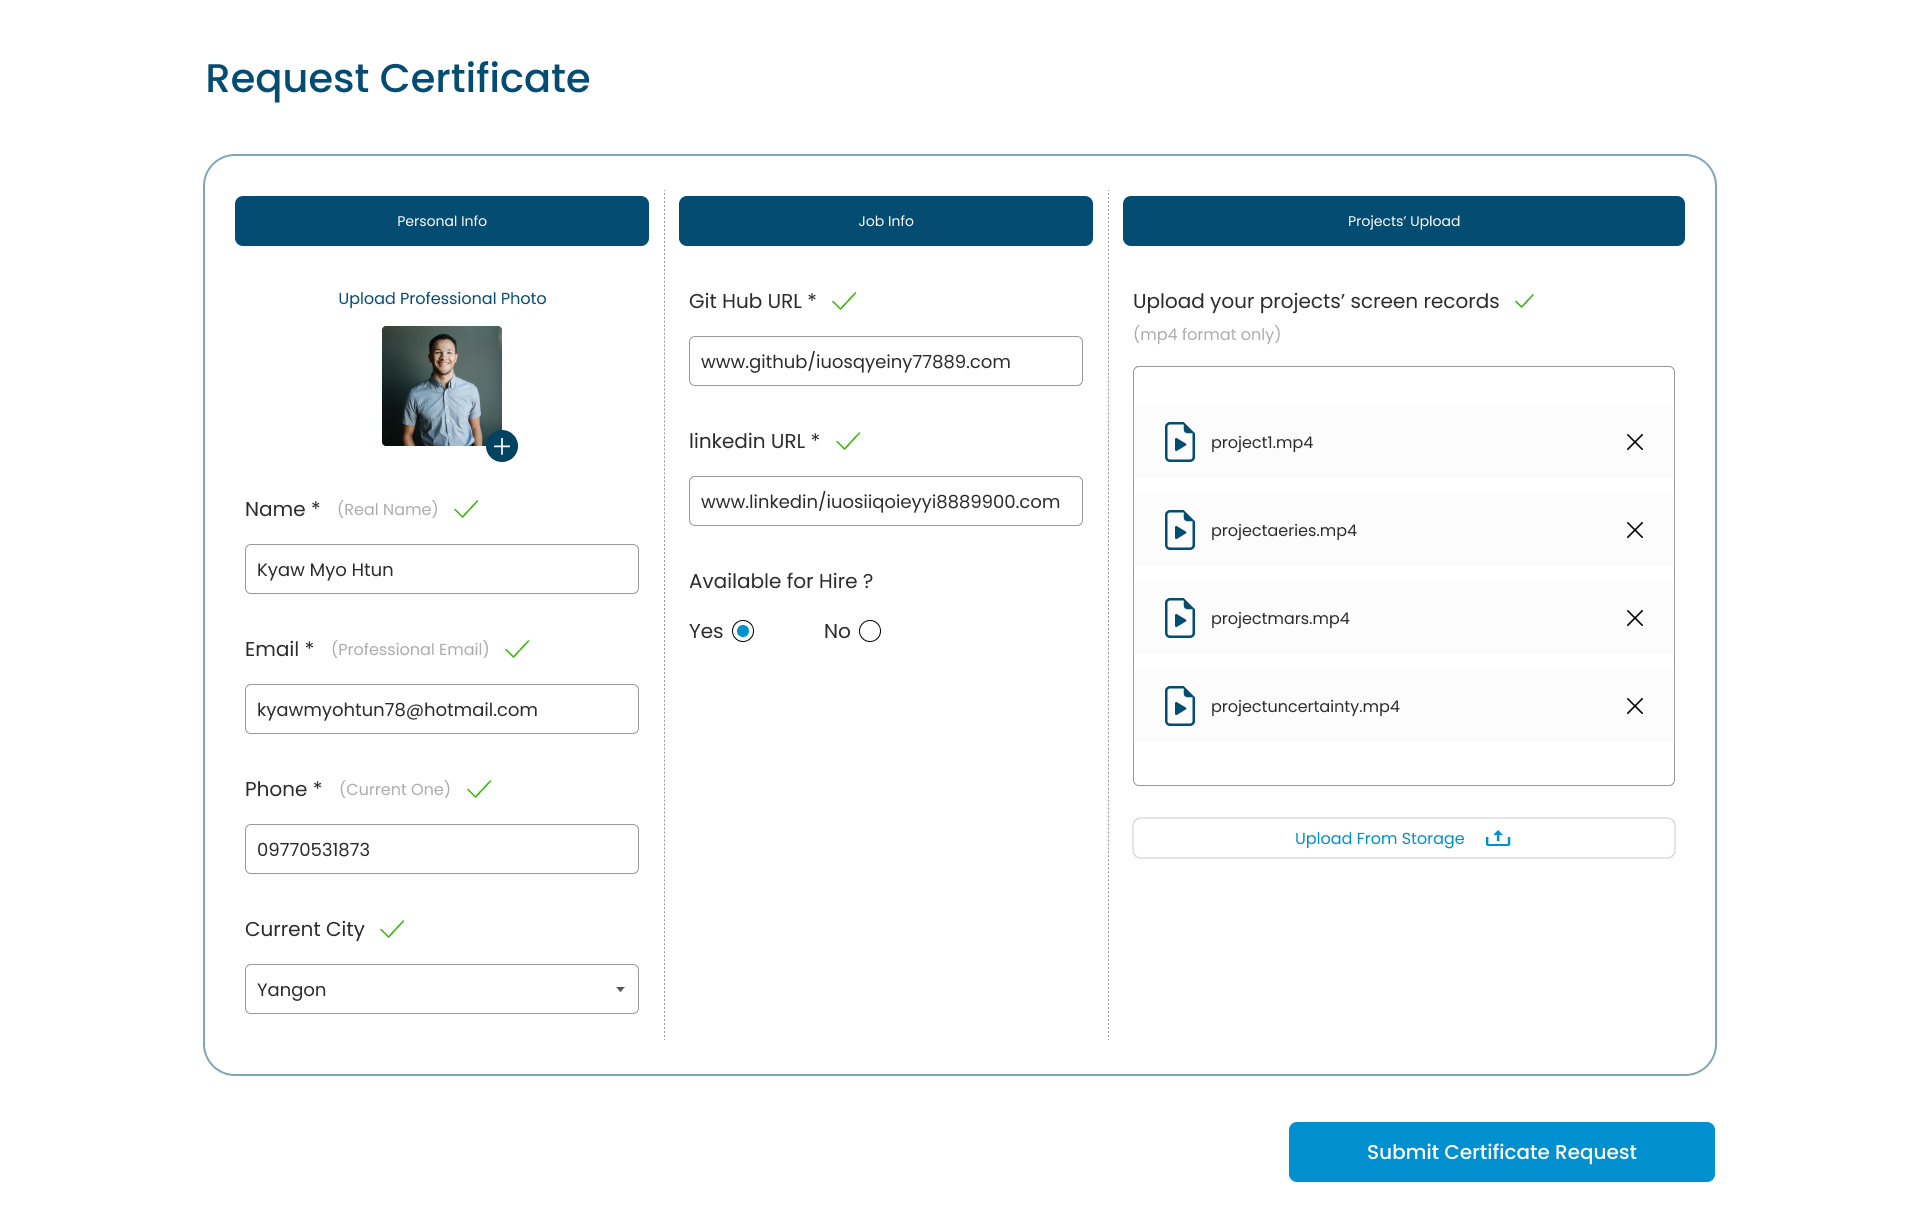 Request Certificate
Personal Info
Upload Professional Photo
Name * (Real Name)
Kyaw Myo Htun
Email * (Professional Email)
kyawmyohtun78@hotmail.com
Phone * (Current One)
09770531873
Current City
Yangon
Job Info
Git Hub URL *
www.github/iuosqyeiny77889.com
linkedin URL *
www.linkedin/iuosiiqoieyyi8889900.com
Available for Hire ?
Yes No
Projects’ Upload
Upload your projects’ screen records
(mp4 format only)
project1.mp4
projectaeries.mp4
projectmars.mp4
projectuncertainty.mp4
Upload From Storage
Submit Certificate Request